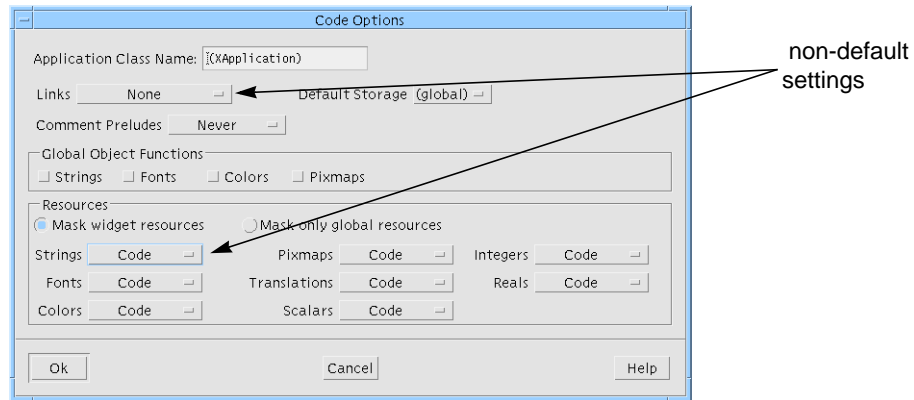 Code Options
non-default
settings
Application Class Name: (XApplication)
Links None Default Storage (global)
Comment Preludes Never
Global Object Functions
Strings Fonts Colors Pixmaps
Resources
Mask widget resources Mask only global resources
Strings Code Pixmaps Code Integers Code
Fonts Code Translations Code Reals Code
Colors Code Scalars Code
Ok Cancel Help